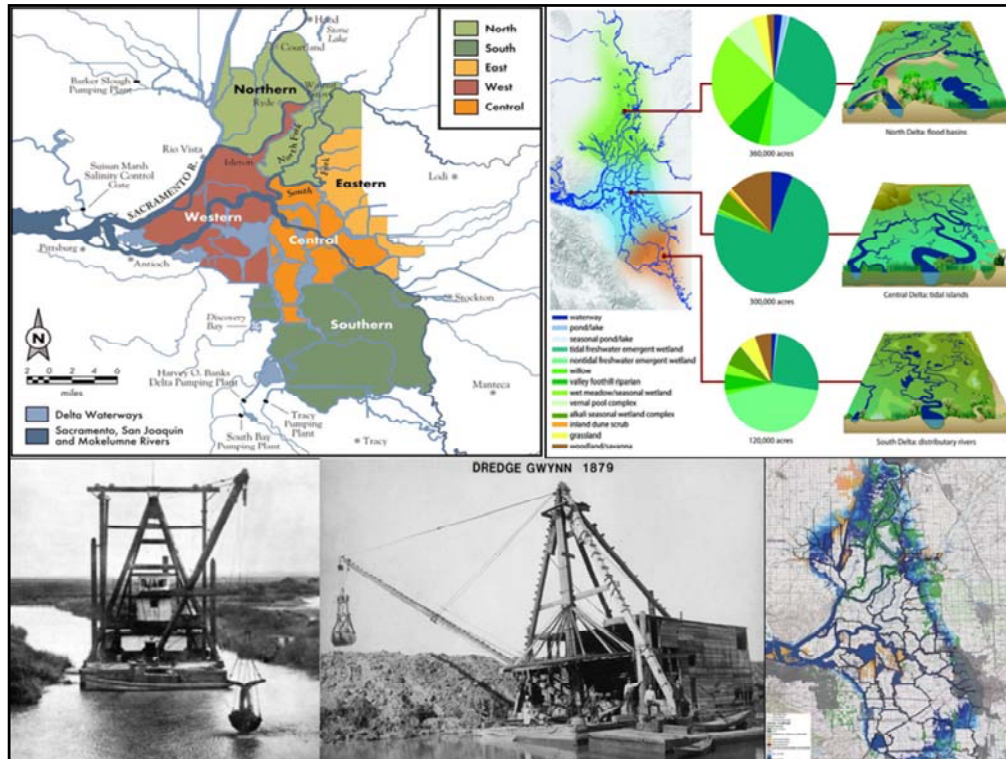 Hood
Stone
Lake
Courtland
Barker Slough
Pumping Plant
Northern
Ryde
Walnut
Grove
North Fork
Rio Vista
Isleton
Suisun Marsh
Salinity Control
Gate
SACRAMENTO R.
South
Fork
Eastern
Lodi
Western
Central
Pittsburg
Antioch
Stockton
Discovery
Bay
Southern
N
2 0 2 4 6
miles
Harvey O. Banks
Delta Pumping Plant
Manteca
Tracy
Pumping
Plant
South Bay
Pumping Plant
Tracy
Delta Waterways
Sacramento, San Joaquin
and Mokelumne Rivers
North
South
East
West
Central
360,000 acres
North Delta: flood basins
300,000 acres
Central Delta: tidal islands
waterway
pond/lake
seasonal pond/lake
tidal freshwater emergent wetland
nontidal freshwater emergent wetland
willow
valley foothill riparian
wet meadow/seasonal wetland
vernal pool complex
alkali seasonal wetland complex
inland dune scrub
grassland
woodland/savanna
120,000 acres
South Delta: distributary rivers
DREDGE GWYNN 1879